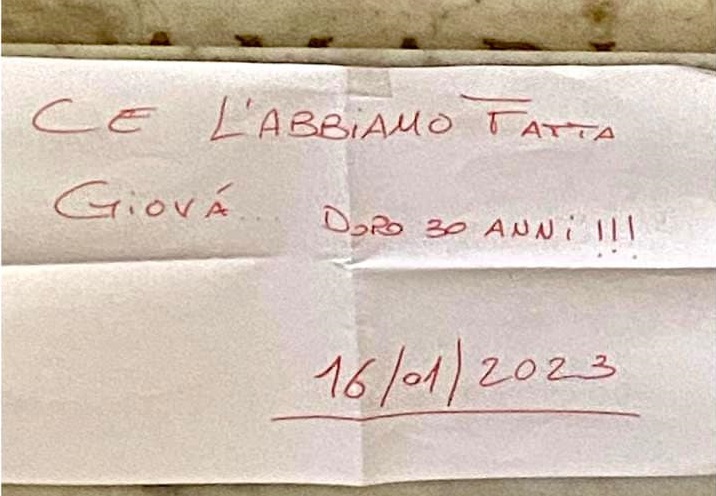 CE L'ABBiAMO FATTA
GiOVÁ... DOPO 30 ANNi!!!
16/01/2023